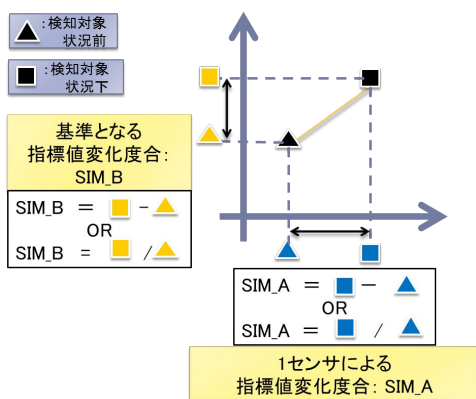 :検知対象
状況前
:検知対象
状況下
基準となる
指標値変化度合:
SIM_B
SIM_B = -
OR
SIM_B = /
SIM_A = -
OR
SIM_A = /
1センサによる
指標値変化度合: SIM_A